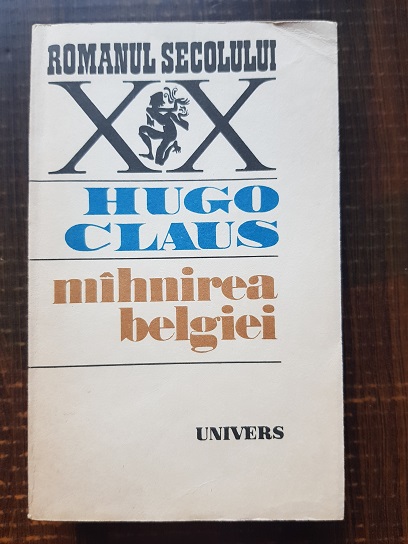 ROMANUL SECOLULUI
XX
HUGO
CLAUS
mîhnirea
belgiei
UNIVERS